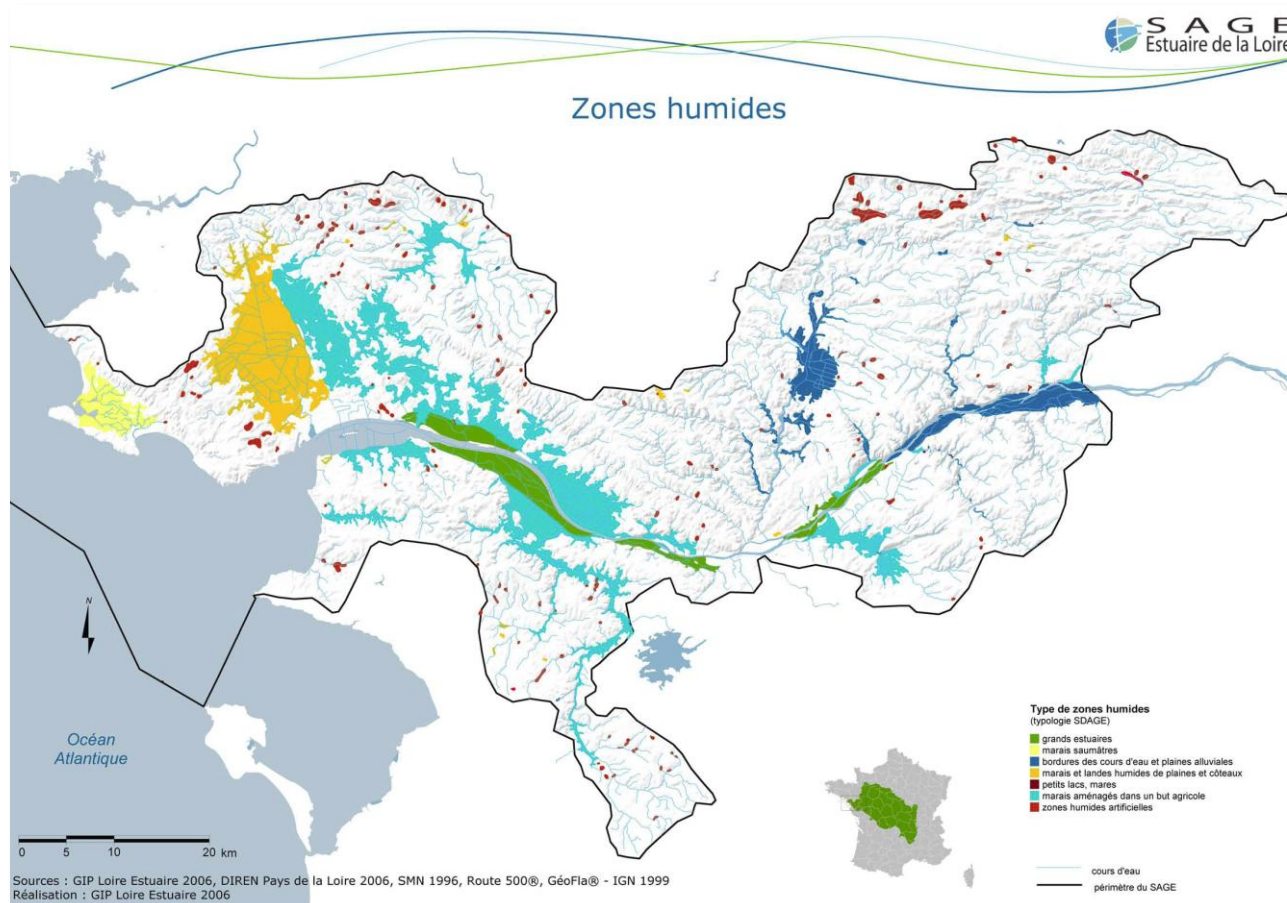 SAGE
Estuaire de la Loire
Zones humides
N
Océan
Atlantique
0 5 10 20 km
Type de zones humides
(typologie SDAGE)
grands estuaires
marais saumâtres
bordures des cours d'eau et plaines alluviales
marais et landes humides de plaines et côteaux
petits lacs, mares
marais aménagés dans un but agricole
zones humides artificielles
cours d'eau
périmètre du SAGE
Sources : GIP Loire Estuaire 2006, DIREN Pays de la Loire 2006, SMN 1996, Route 500®, GéoFla® - IGN 1999
Réalisation : GIP Loire Estuaire 2006